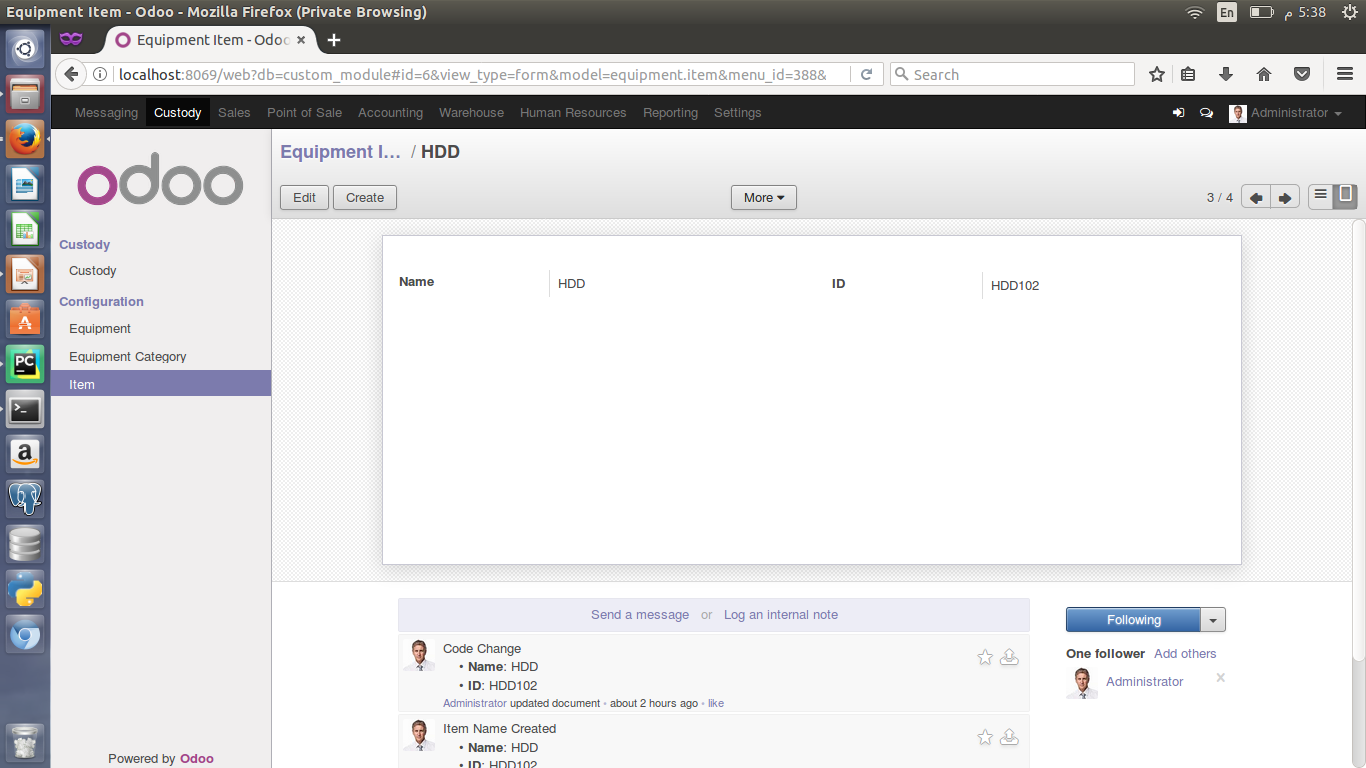 Equipment Item - Odoo - Mozilla Firefox (Private Browsing)
En
5:38 م
Equipment Item - Odoo
localhost:8069/web?db=custom_module#id=6&view_type=form&model=equipment.item&menu_id=388&
Search
Messaging Custody Sales Point of Sale Accounting Warehouse Human Resources Reporting Settings
Administrator
odoo
Equipment I... / HDD
Edit Create More 3 / 4
Custody
Custody
Configuration
Equipment
Equipment Category
Item
Name HDD ID HDD102
PC
Send a message or Log an internal note
Following
Code Change
• Name: HDD
• ID: HDD102
Administrator updated document • about 2 hours ago • like
One follower Add others
Administrator x
Item Name Created
• Name: HDD
• ID: HDD102
Powered by Odoo